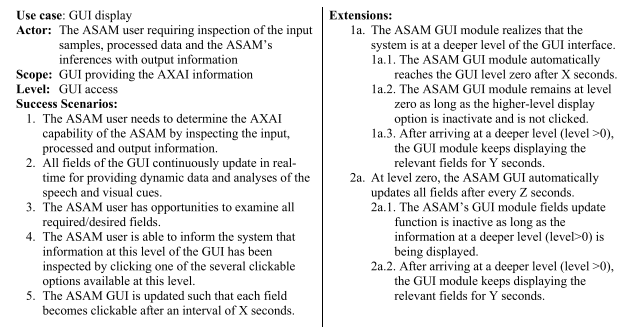 Use case: GUI display
Actor: The ASAM user requiring inspection of the input
samples, processed data and the ASAM's
inferences with output information
Scope: GUI providing the AXAI information
Level: GUI access
Success Scenarios:
1. The ASAM user needs to determine the AXAI
capability of the ASAM by inspecting the input,
processed and output information.
2. All fields of the GUI continuously update in real-
time for providing dynamic data and analyses of the
speech and visual cues.
3. The ASAM user has opportunities to examine all
required/desired fields.
4. The ASAM user is able to inform the system that
information at this level of the GUI has been
inspected by clicking one of the several clickable
options available at this level.
5. The ASAM GUI is updated such that each field
becomes clickable after an interval of X seconds.
Extensions:
1a. The ASAM GUI module realizes that the
system is at a deeper level of the GUI interface.
1a.1. The ASAM GUI module automatically
reaches the GUI level zero after X seconds.
1a.2. The ASAM GUI module remains at level
zero as long as the higher-level display
option is inactivate and is not clicked.
1a.3. After arriving at a deeper level (level >0),
the GUI module keeps displaying the
relevant fields for Y seconds.
2a. At level zero, the ASAM GUI automatically
updates all fields after every Z seconds.
2a.1. The ASAM's GUI module fields update
function is inactive as long as the
information at a deeper level (level>0) is
being displayed.
2a.2. After arriving at a deeper level (level >0),
the GUI module keeps displaying the
relevant fields for Y seconds.